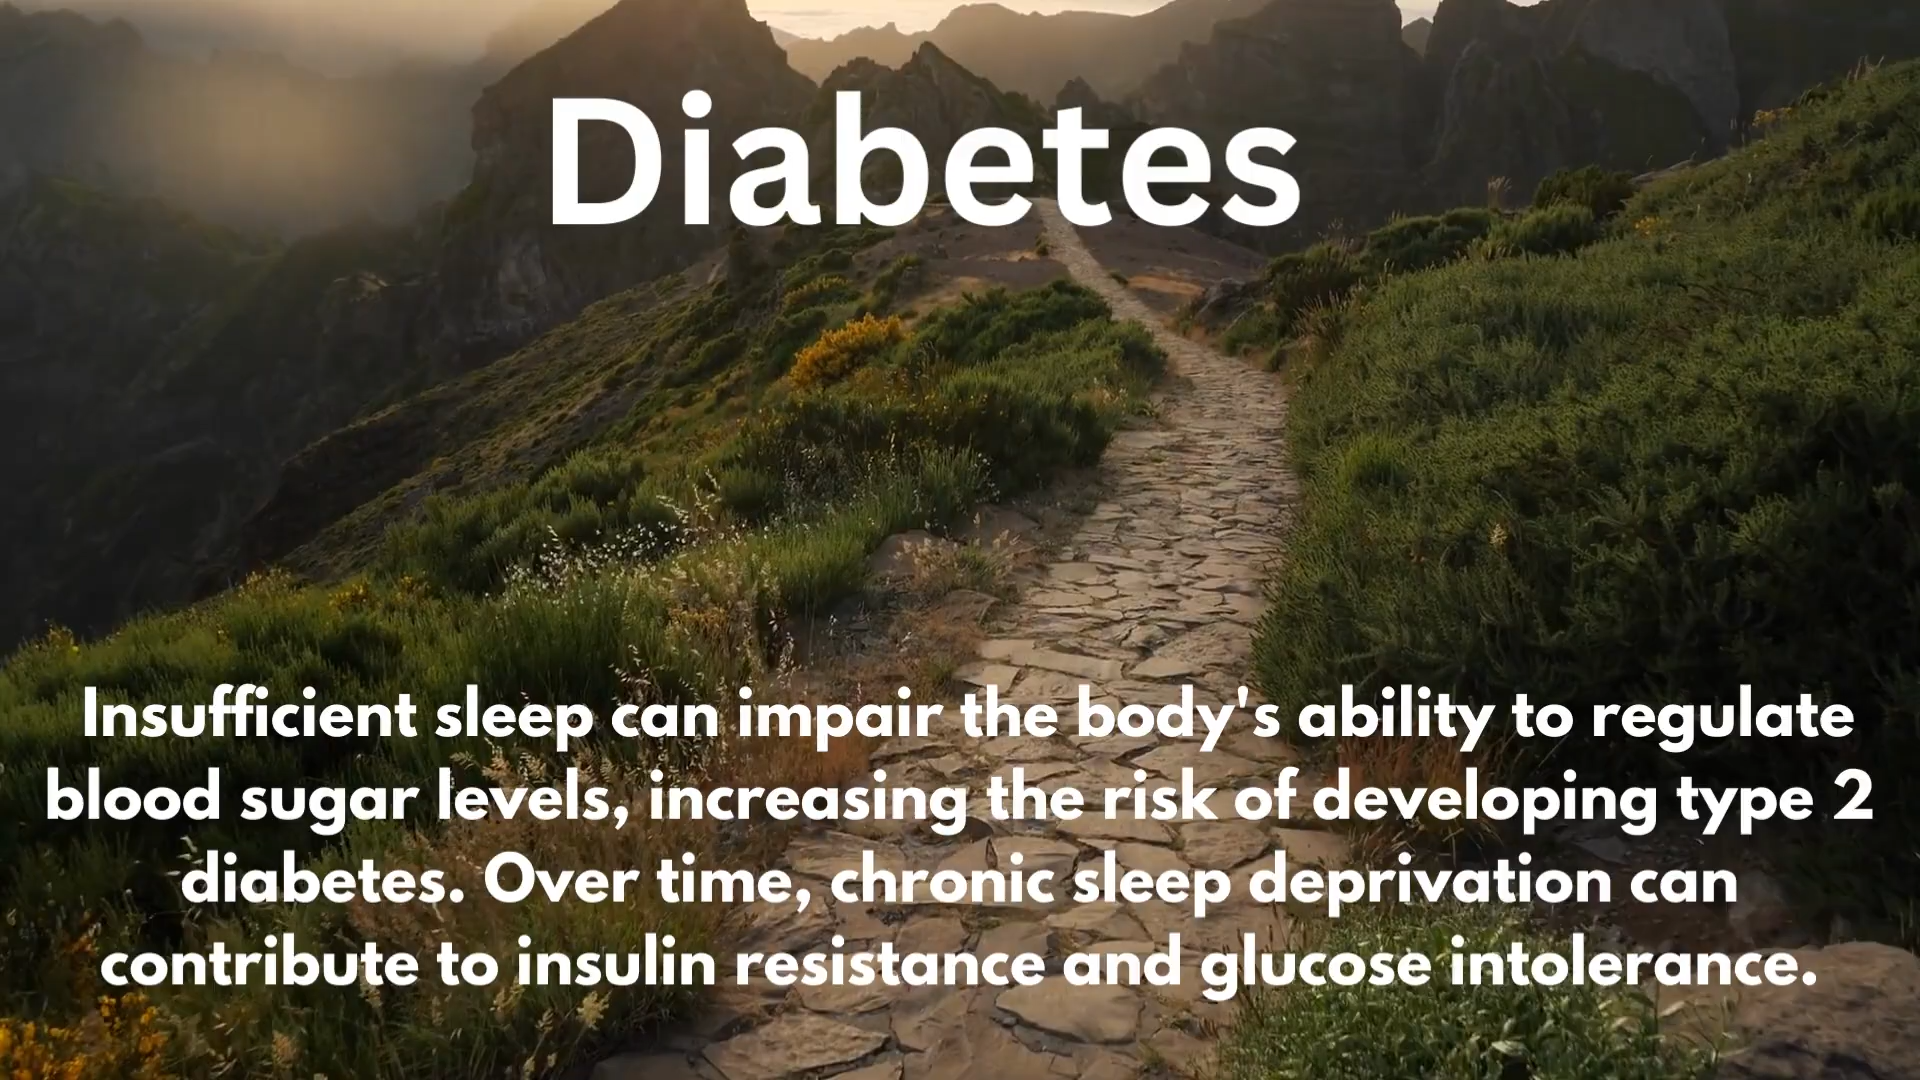 Diabetes
Insufficient sleep can impair the body's ability to regulate
blood sugar levels, increasing the risk of developing type 2
diabetes. Over time, chronic sleep deprivation can
contribute to insulin resistance and glucose intolerance.